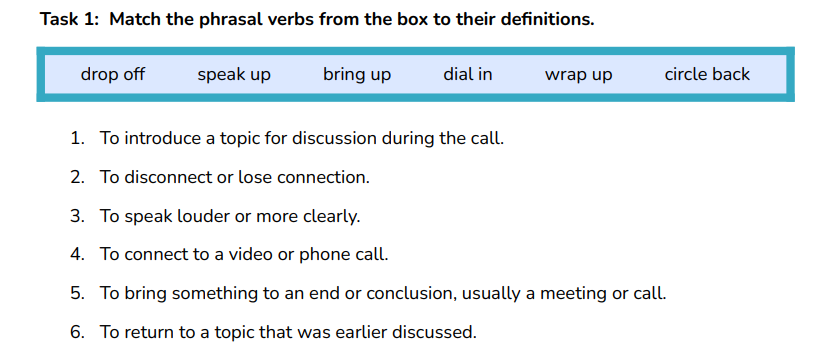 Task 1: Match the phrasal verbs from the box to their definitions.
drop off speak up bring up dial in wrap up circle back
1. To introduce a topic for discussion during the call.
2. To disconnect or lose connection.
3. To speak louder or more clearly.
4. To connect to a video or phone call.
5. To bring something to an end or conclusion, usually a meeting or call.
6. To return to a topic that was earlier discussed.